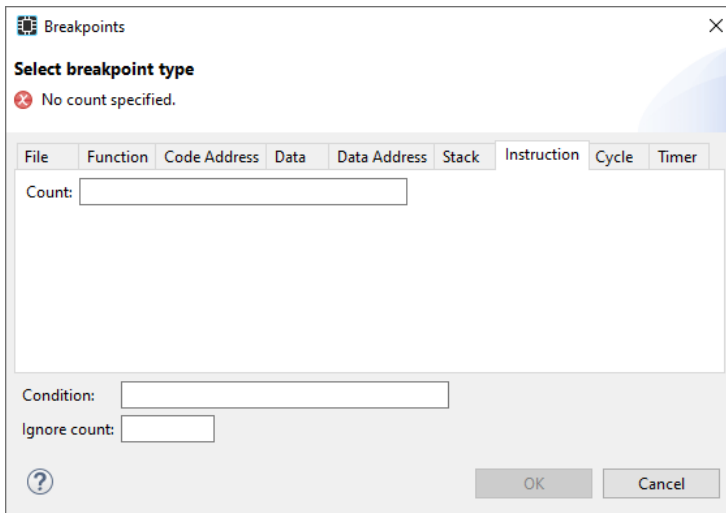 Breakpoints
Select breakpoint type
No count specified.
File Function Code Address Data Data Address Stack Instruction Cycle Timer
Count:
Condition:
Ignore count:
? OK Cancel